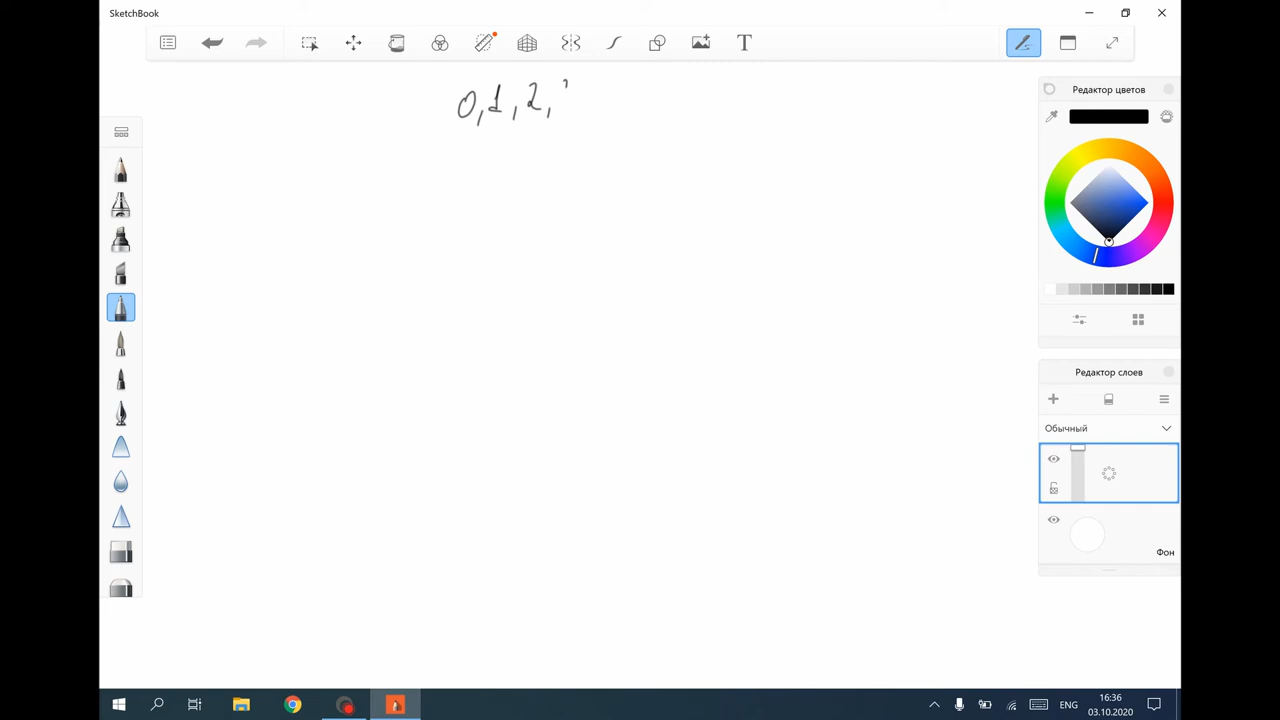 SketchBook
T
0,1,2,
Редактор цветов
Редактор слоев
Обычный
Фон
ENG
16:36
03.10.2020